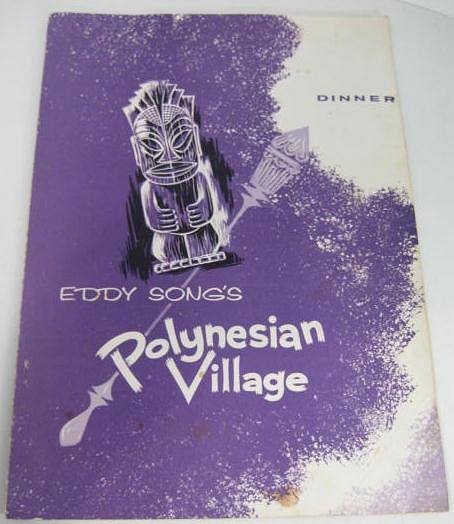 DINNER
EDDY SONG'S
Polynesian
Village